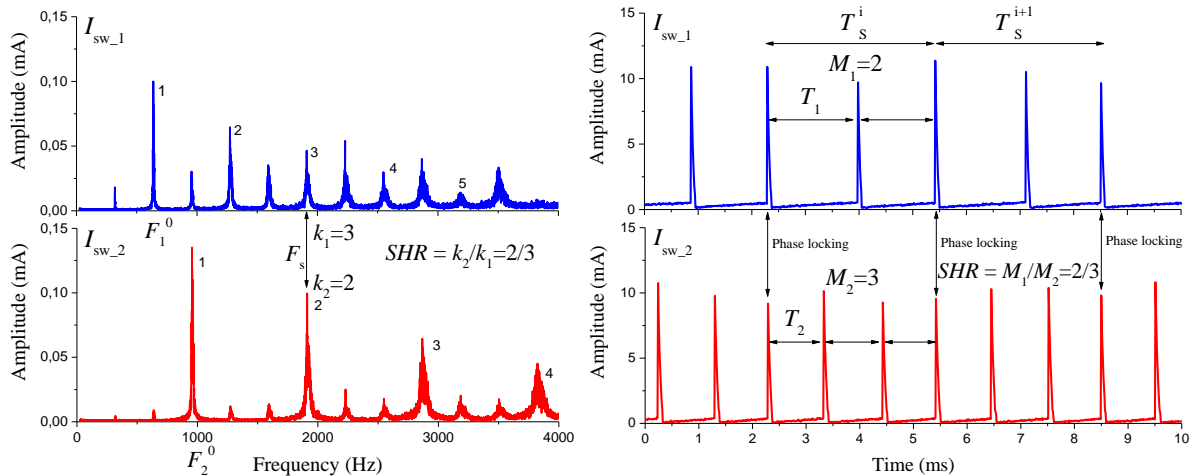 I_sw_1
Amplitude (mA)
0,15
0,10
0,05
0,00
1
2
3
4
5
F_1^0
k_1=3
F_s
SHR = k_2/k_1=2/3
k_2=2
I_sw_2
Amplitude (mA)
0,15
0,10
0,05
0,00
1
2
3
4
0 1000 2000 3000 4000
F_2^0
Frequency (Hz)
I_sw_1
Amplitude (mA)
15
10
5
0
T_S^i
T_S^i+1
M_1=2
T_1
I_sw_2
Amplitude (mA)
15
10
5
0
Phase locking
Phase locking
Phase locking
M_2=3
SHR = M_1/M_2=2/3
T_2
0 1 2 3 4 5 6 7 8 9 10
Time (ms)